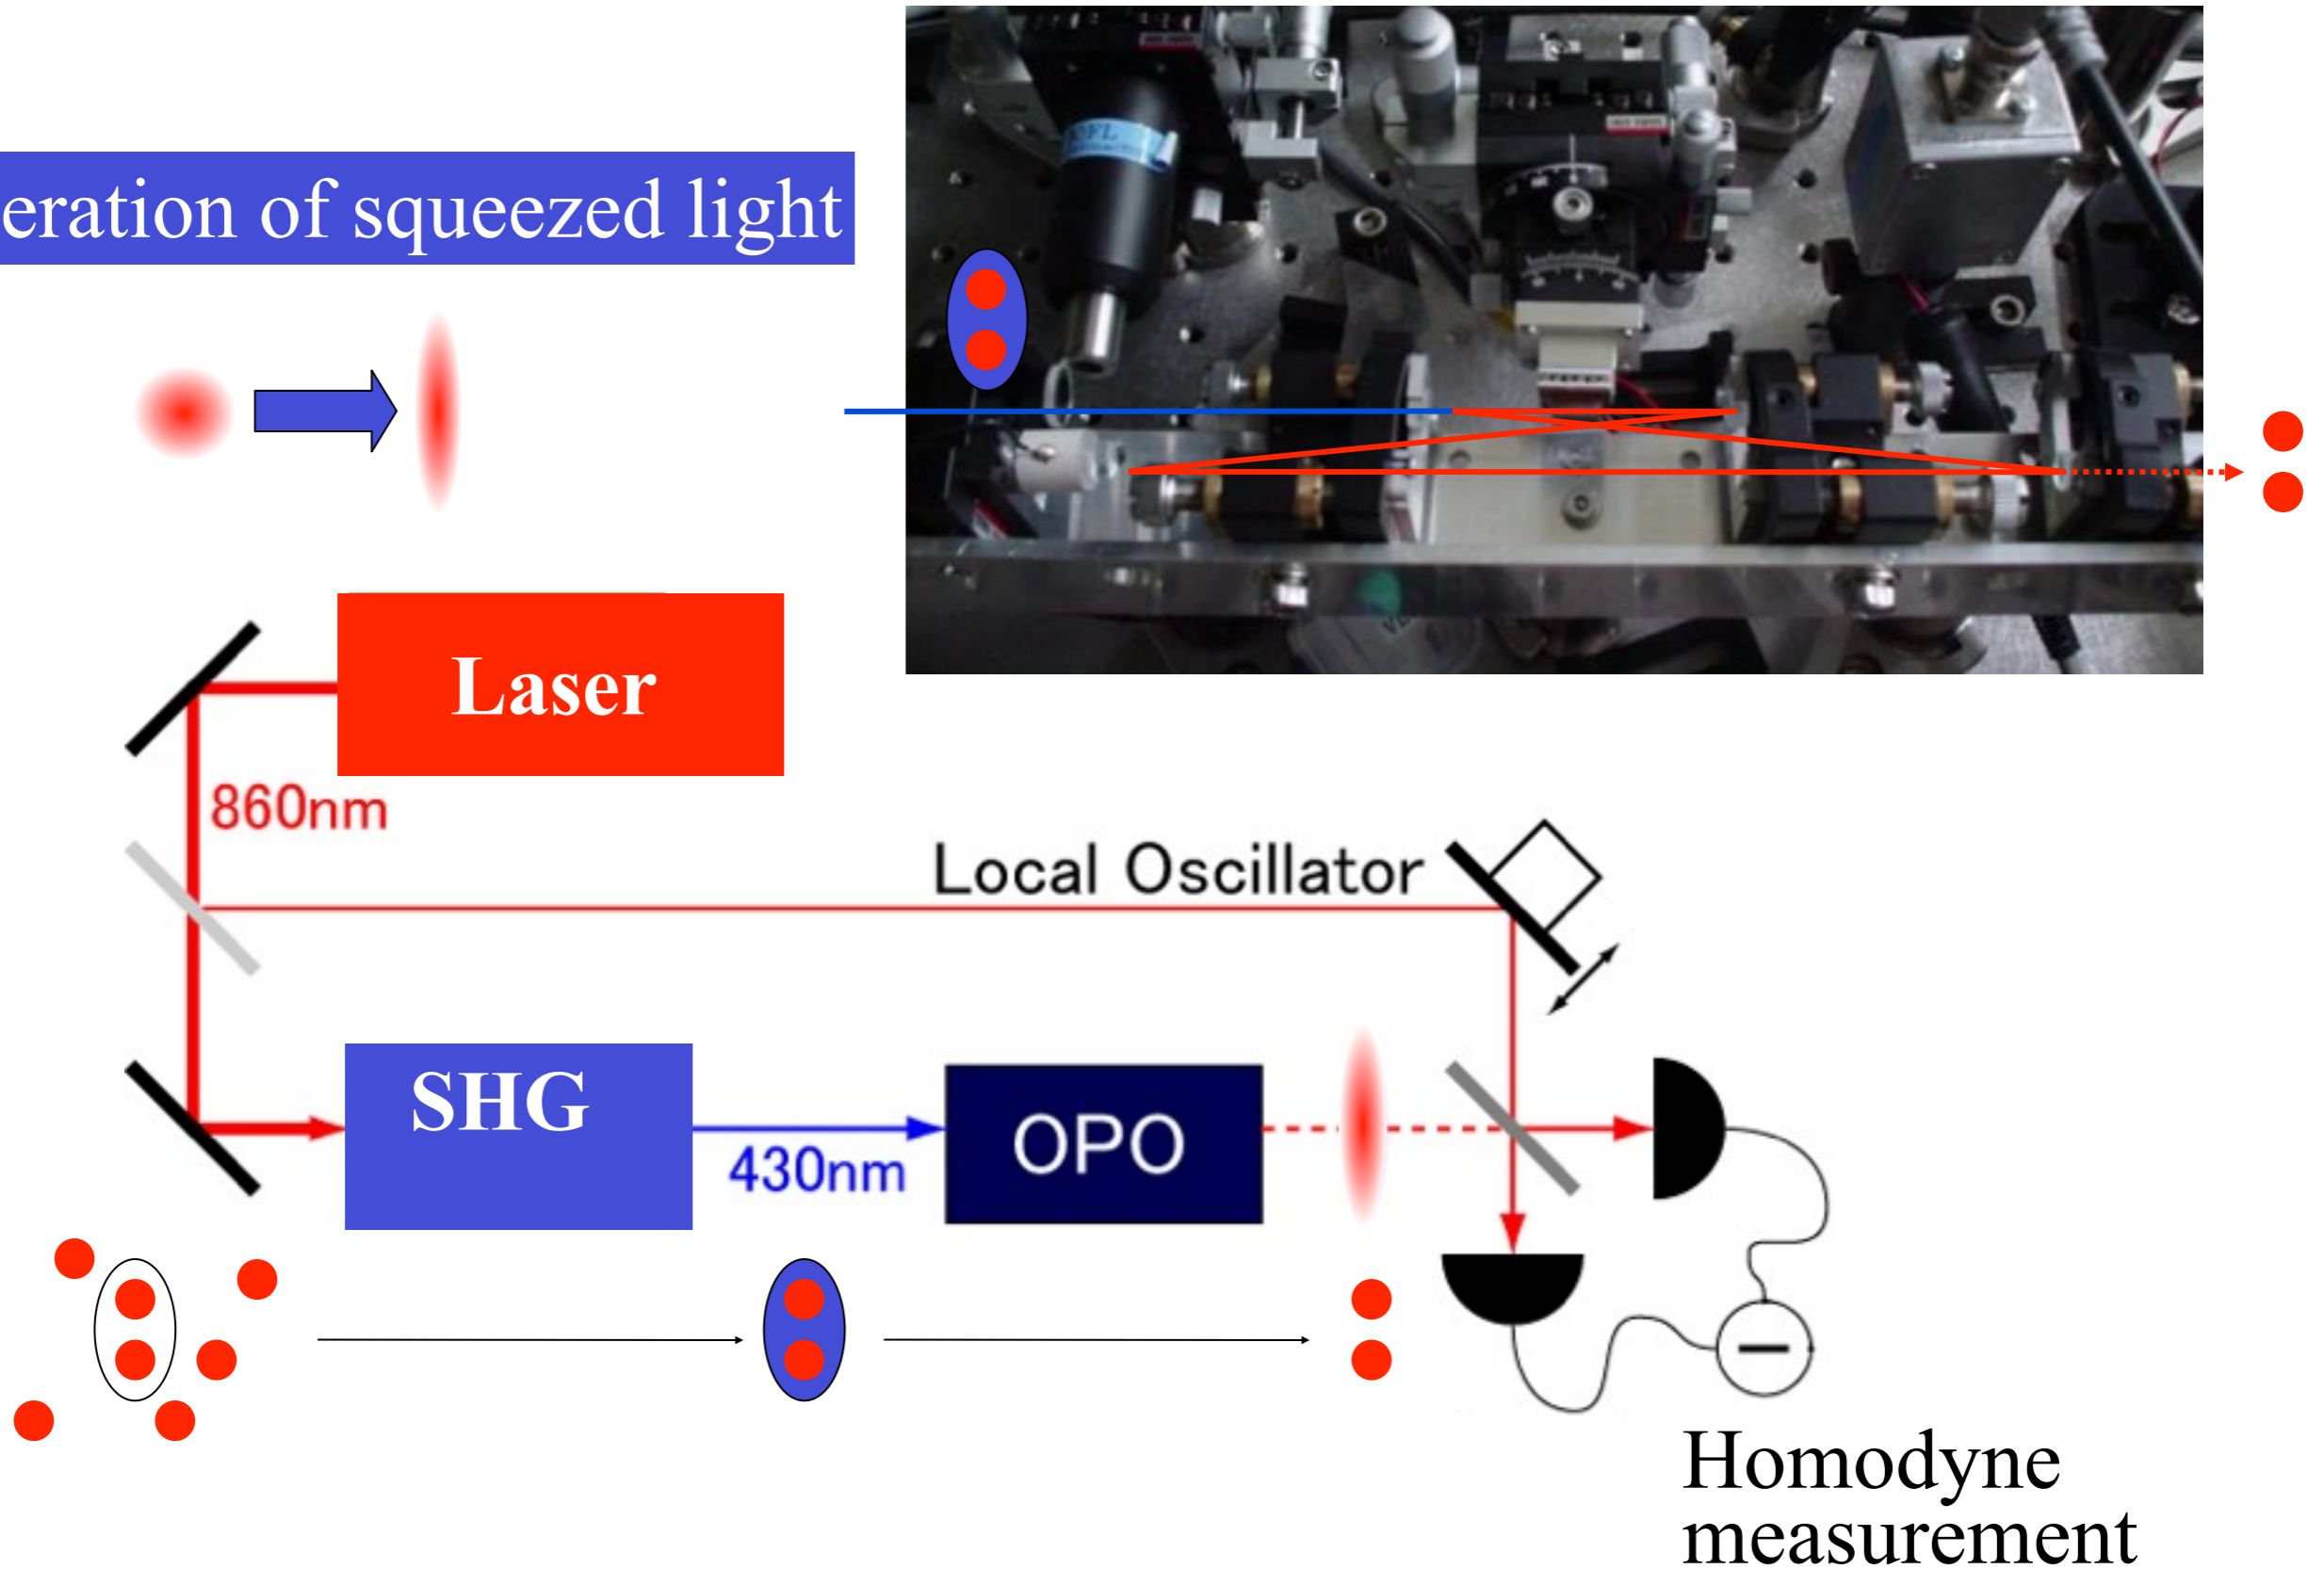 eration of squeezed light
Laser
860nm
Local Oscillator
SHG
430nm
OPO
Homodyne
measurement